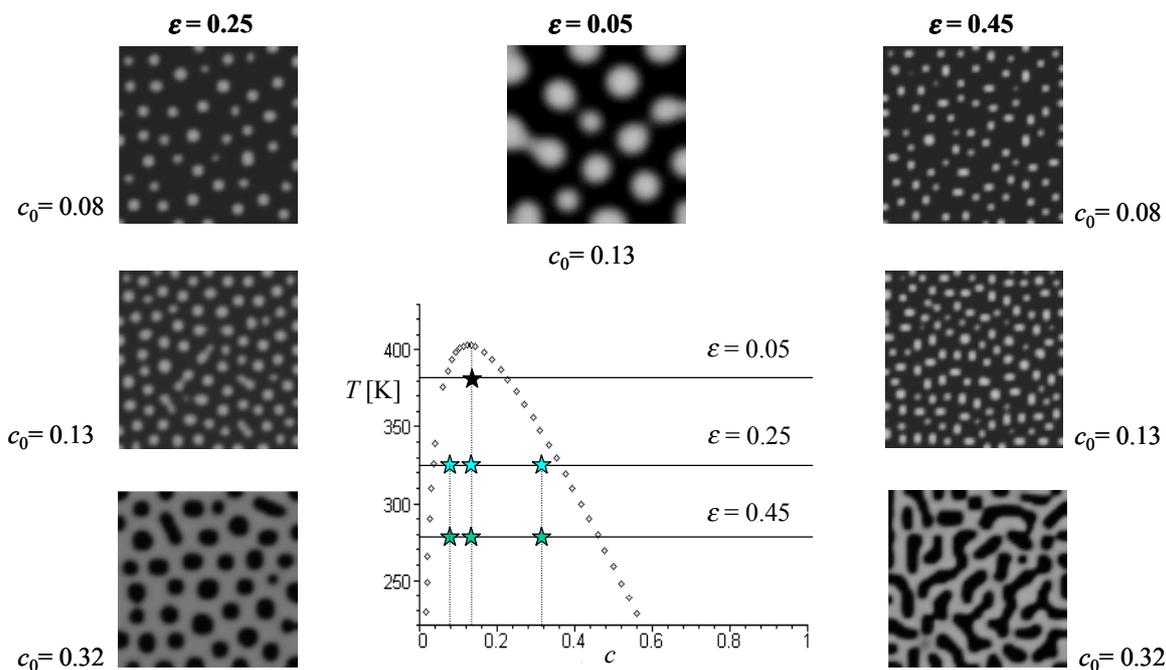 ε = 0.25
ε = 0.05
ε = 0.45
c₀= 0.08
c₀= 0.08
c₀= 0.13
c₀= 0.13
c₀= 0.13
c₀= 0.32
c₀= 0.32
T [K]
400
350
300
250
ε = 0.05
ε = 0.25
ε = 0.45
0
0.2
0.4
0.6
0.8
1
c